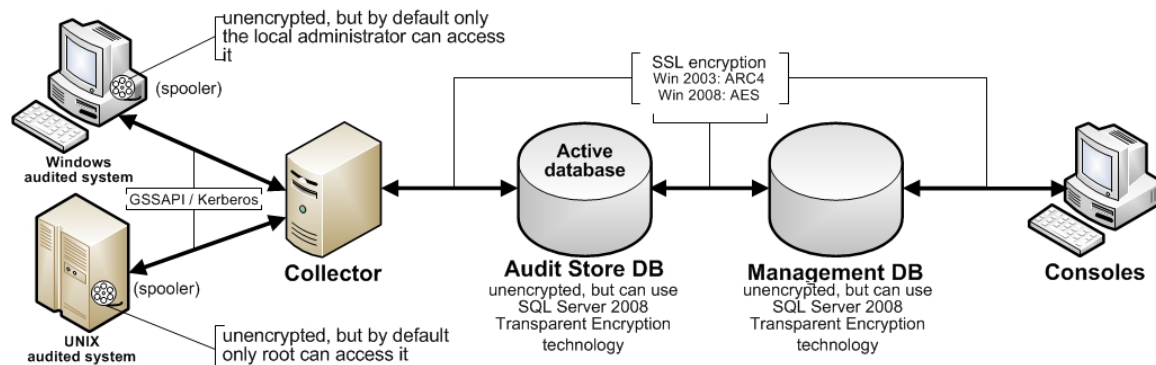 unencrypted, but by default only
the local administrator can access
it
(spooler)
Windows
audited system
GSSAPI / Kerberos
(spooler)
UNIX
audited system
unencrypted, but by default
only root can access it
Collector
SSL encryption
Win 2003: ARC4
Win 2008: AES
Active
database
Audit Store DB
unencrypted, but can use
SQL Server 2008
Transparent Encryption
technology
Management DB
unencrypted, but can use
SQL Server 2008
Transparent Encryption
technology
Consoles